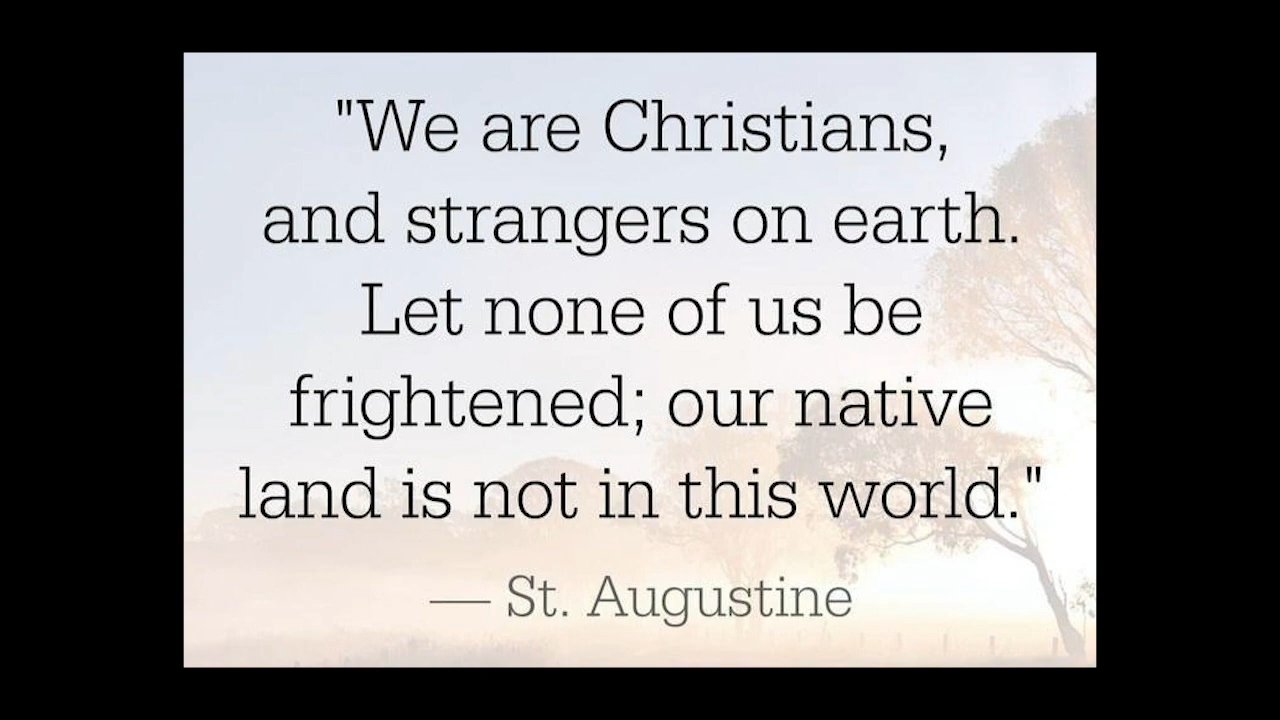 "We are Christians,
and strangers on earth.
Let none of us be
frightened; our native
land is not in this world."
— St. Augustine